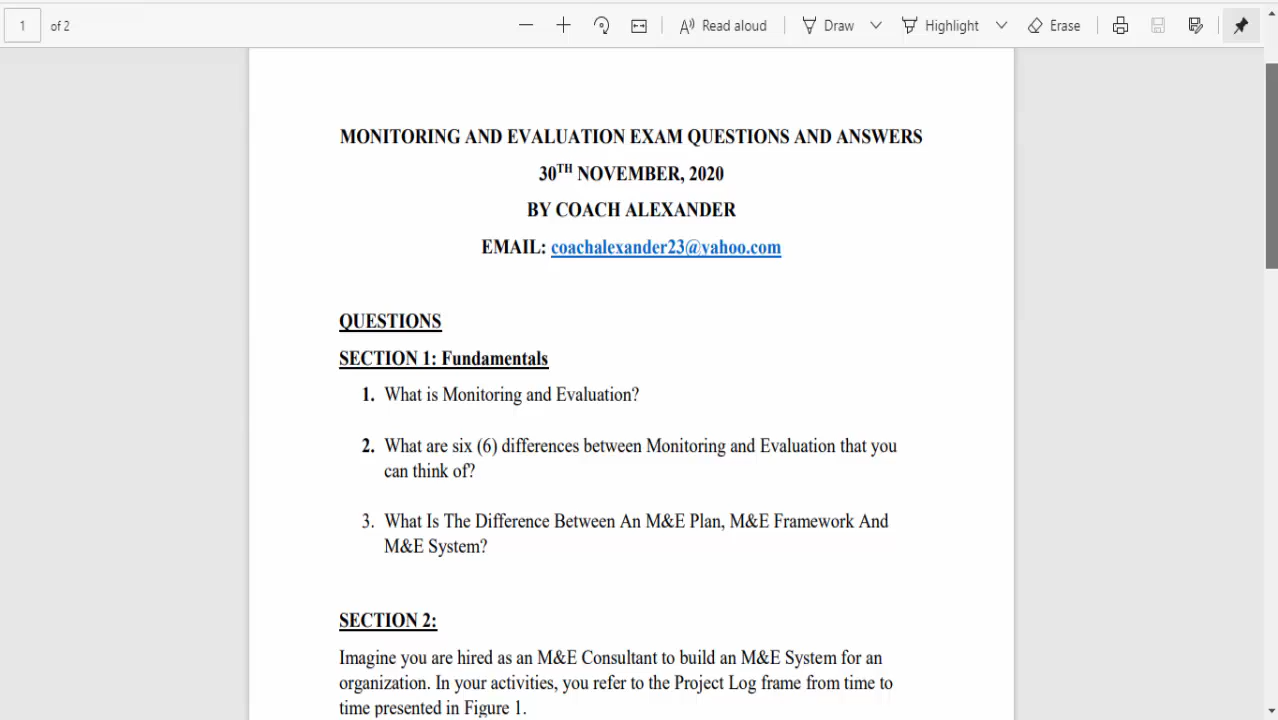 1 of 2 Read aloud Draw Highlight Erase
MONITORING AND EVALUATION EXAM QUESTIONS AND ANSWERS
30TH NOVEMBER, 2020
BY COACH ALEXANDER
EMAIL: coachalexander23@yahoo.com
QUESTIONS
SECTION 1: Fundamentals
1. What is Monitoring and Evaluation?
2. What are six (6) differences between Monitoring and Evaluation that you
can think of?
3. What Is The Difference Between An M&E Plan, M&E Framework And
M&E System?
SECTION 2:
Imagine you are hired as an M&E Consultant to build an M&E System for an
organization. In your activities, you refer to the Project Log frame from time to
time presented in Figure 1.